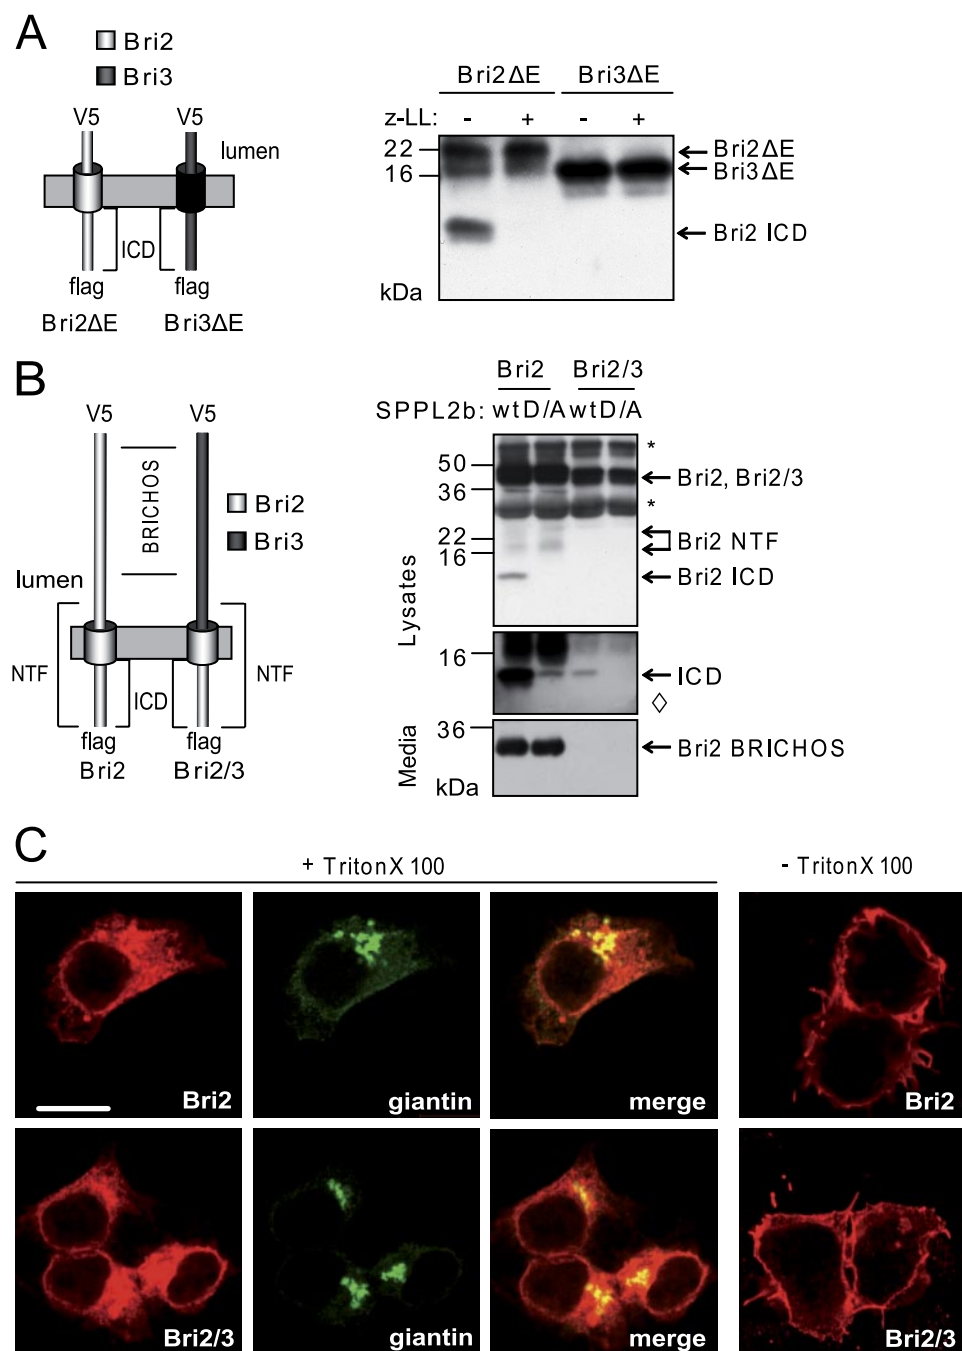 A
Bri2
Bri3
V5 V5
lumen
ICD
flag flag
Bri2ΔE Bri3ΔE
Bri2ΔE Bri3ΔE
z-LL: - + - +
22
16
kDa
Bri2ΔE
Bri3ΔE
Bri2 ICD
B
V5 V5
BRICHOS
Bri2
Bri3
lumen
NTF ICD NTF
flag flag
Bri2 Bri2/3
Bri2 Bri2/3
SPPL2b: wt D/A wt D/A
50
36
22
16
Lysates
*
Bri2, Bri2/3
*
Bri2 NTF
Bri2 ICD
16
ICD
◊
Media
36
kDa
Bri2 BRICHOS
C
+ TritonX 100 - TritonX 100
Bri2 giantin merge Bri2
Bri2/3 giantin merge Bri2/3